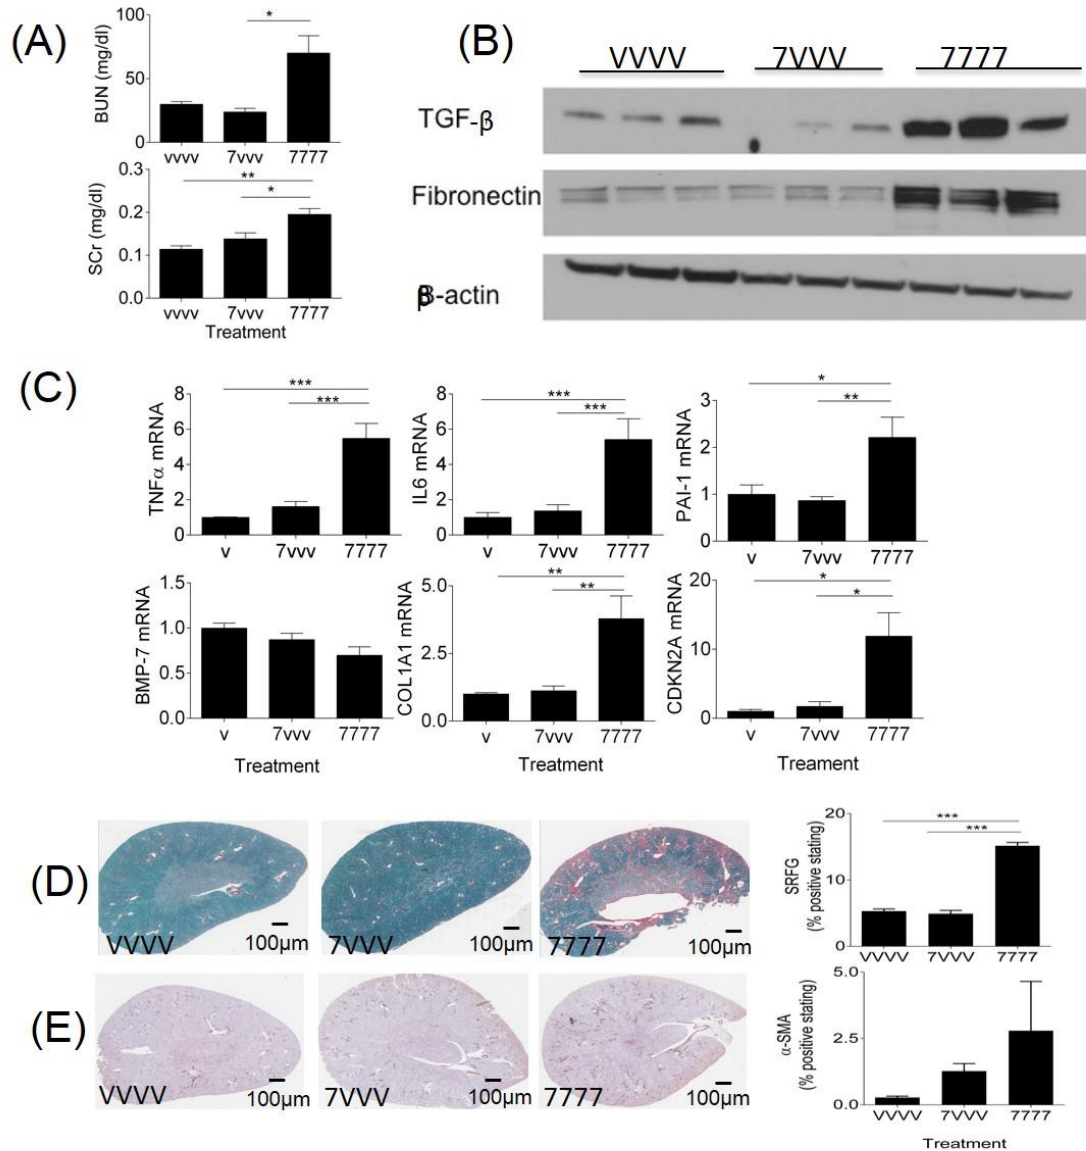 (A)
BUN (mg/dl)
100
50
0
*
vvvv 7vvv 7777
SCr (mg/dl)
0.3
0.2
0.1
0.0
**
*
vvvv 7vvv 7777
Treatment
(B)
VVVV 7VVV 7777
TGF-β
Fibronectin
β-actin
(C)
TNFα mRNA
8
6
4
2
0
***
***
v 7vvv 7777
IL6 mRNA
8
6
4
2
0
***
***
v 7vvv 7777
PAI-1 mRNA
3
2
1
0
*
**
v 7vvv 7777
BMP-7 mRNA
1.5
1.0
0.5
0.0
v 7vvv 7777
Treatment
COL1A1 mRNA
5.0
2.5
0.0
**
**
v 7vvv 7777
Treatment
CDKN2A mRNA
20
10
0
*
*
v 7vvv 7777
Treament
(D)
VVVV 100µm
7VVV 100µm
7777 100µm
SRFG
(% positive stating)
20
10
0
***
***
VVVV 7VVV 7777
(E)
VVVV 100µm
7VVV 100µm
7777 100µm
α-SMA
(% positive stating)
5.0
2.5
0.0
VVVV 7VVV 7777
Treatment